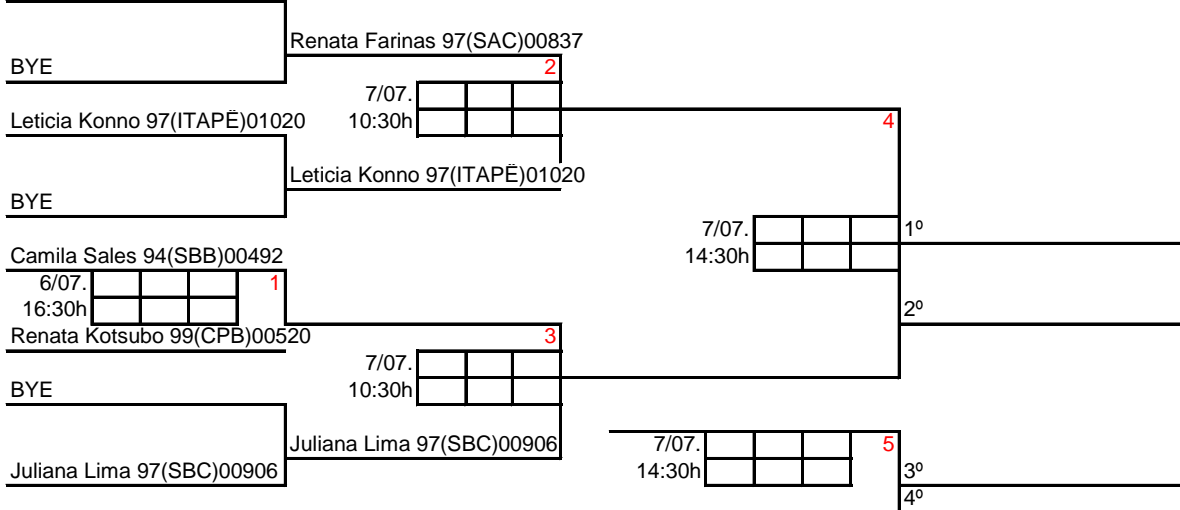 Renata Farinas 97(SAC)00837
BYE
2
7/07.
Leticia Konno 97(ITAPË)01020
10:30h
4
Leticia Konno 97(ITAPË)01020
BYE
7/07.
1º
14:30h
Camila Sales 94(SBB)00492
6/07.
1
16:30h
2º
Renata Kotsubo 99(CPB)00520
3
7/07.
BYE
10:30h
Juliana Lima 97(SBC)00906
7/07.
5
Juliana Lima 97(SBC)00906
14:30h
3º
4º